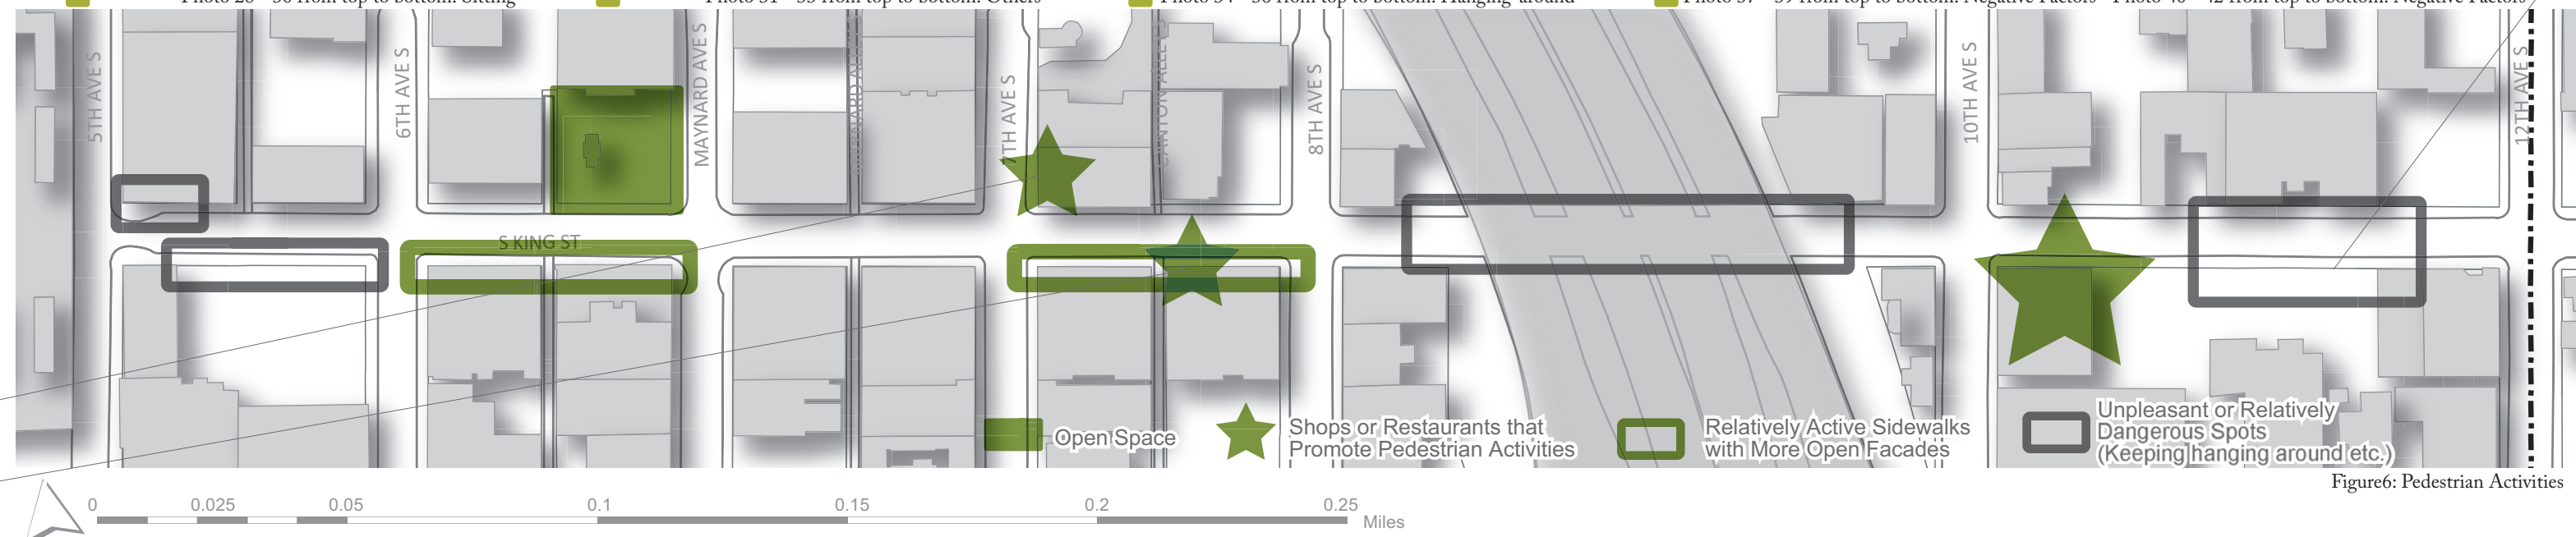 Photo 28 - 30 from top to bottom: Sitting
Photo 31 - 33 from top to bottom: Others
Photo 34 - 36 from top to bottom: Hanging-around
Photo 37 - 39 from top to bottom: Negative Factors
Photo 40 - 42 from top to bottom: Negative Factors
5TH AVE S
6TH AVE S
MAYNARD AVE S
7TH AVE S
CANTON ALLEY S
8TH AVE S
10TH AVE S
12TH AVE S
S KING ST
Open Space
Shops or Restaurants that
Promote Pedestrian Activities
Relatively Active Sidewalks
with More Open Facades
Unpleasant or Relatively
Dangerous Spots
(Keeping hanging around etc.)
Figure6: Pedestrian Activities
0 0.025 0.05 0.1 0.15 0.2 0.25
Miles